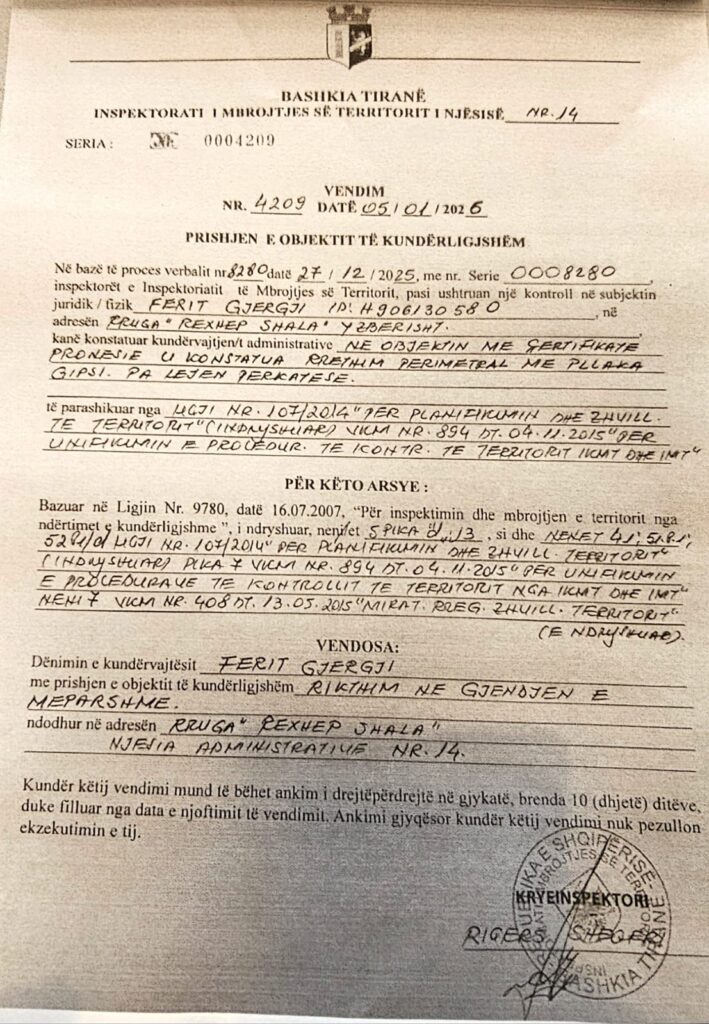 BASHKIA TIRANË
INSPEKTORATI I MBROJTJES SË TERRITORIT I NJËSISË NR. 14
SERIA : № 0004209
VENDIM
NR. 4209 DATË 05/01/2026
PRISHJEN E OBJEKTIT TË KUNDËRLIGJSHËM
Në bazë të proces verbalit nr 8280 datë 27/12/2025, me nr. Serie 0008280,
inspektorët e Inspektoriatit të Mbrojtjes së Territorit, pasi ushtruan një kontroll në subjektin
juridik / fizik FERIT GJERGJI ID: H90613058O, në
adresën RRUGA "REXHEP SHALA" YZBERISHT.
kanë konstatuar kundërvajtjen/t administrative NE OBJEKTIN ME ÇERTIFIKATE
PRONESIE U KONSTATUA RRETHIM PERIMETRAL ME PLLAKA
GIPSI. PA LEJEN PERKATESE.
të parashikuar nga LIGJI NR. 107/2014 "PER PLANIFIKIMIN DHE ZHVILL.
TE TERRITORIT" (INDRYSHUAR) VKM NR. 894 DT. 04.11.2015 "PER
UNIFIKIMIN E PROCEDUR. TE KONTR. TE TERRITORIT IKMT DHE IMT"
PËR KËTO ARSYE :
Bazuar në Ligjin Nr. 9780, datë 16.07.2007, "Për inspektimin dhe mbrojtjen e territorit nga
ndërtimet e kundërligjshme ", i ndryshuar, neni/et 5 PIKA "d", 13, si dhe NENET
LIGJI NR. 107/2014 "PER PLANIFIKIMIN DHE ZHVILL. TERRITORIT"
(INDRYSHUAR) PIKA 7 VKM NR. 894 DT. 04.11.2015 "PER UNIFIKIMIN
E PROCEDURAVE TE KONTROLLIT TE TERRITORIT NGA IKMT DHE IMT"
NENI 7 VKM NR. 408 DT. 13.05.2015 "MIRAT. RREG. ZHVILL. TERRITORIT"
(E NDRYSHUAR).
VENDOSA:
Dënimin e kundërvajtësit FERIT GJERGJI
me prishjen e objektit të kundërligjshëm RIKTHIM NE GJENDJEN E
MEPARSHME.
ndodhur në adresën RRUGA "REXHEP SHALA"
NJESIA ADMINISTRATIVE NR. 14.
Kundër këtij vendimi mund të bëhet ankim i drejtëpërdrejtë në gjykatë, brenda 10 (dhjetë) ditëve,
duke filluar nga data e njoftimit të vendimit. Ankimi gjyqësor kundër këtij vendimi nuk pezullon
ekzekutimin e tij.
KRYEINSPEKTORI
RIGERS
BASHKIA TIRANË